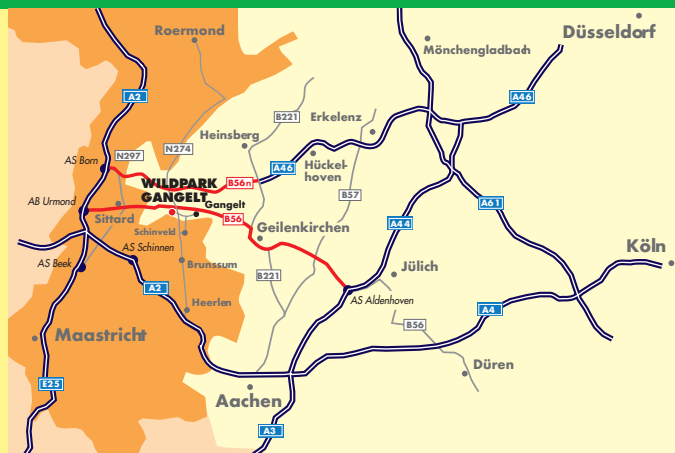 Düsseldorf
Roermond
Mönchengladbach
A2
A46
Erkelenz
B221
Heinsberg
N274
AS Born
N297
Hückel-
hoven
A46
WILDPARK
GANGELT
B56n
B57
AB Urmond
Gangelt
A61
Sittard
B56
A44
Schinveld
Geilenkirchen
AS Schinnen
Köln
AS Beek
Brunssum
B221
Jülich
A2
AS Aldenhoven
Heerlen
A4
B56
Maastricht
Düren
E25
Aachen
A3